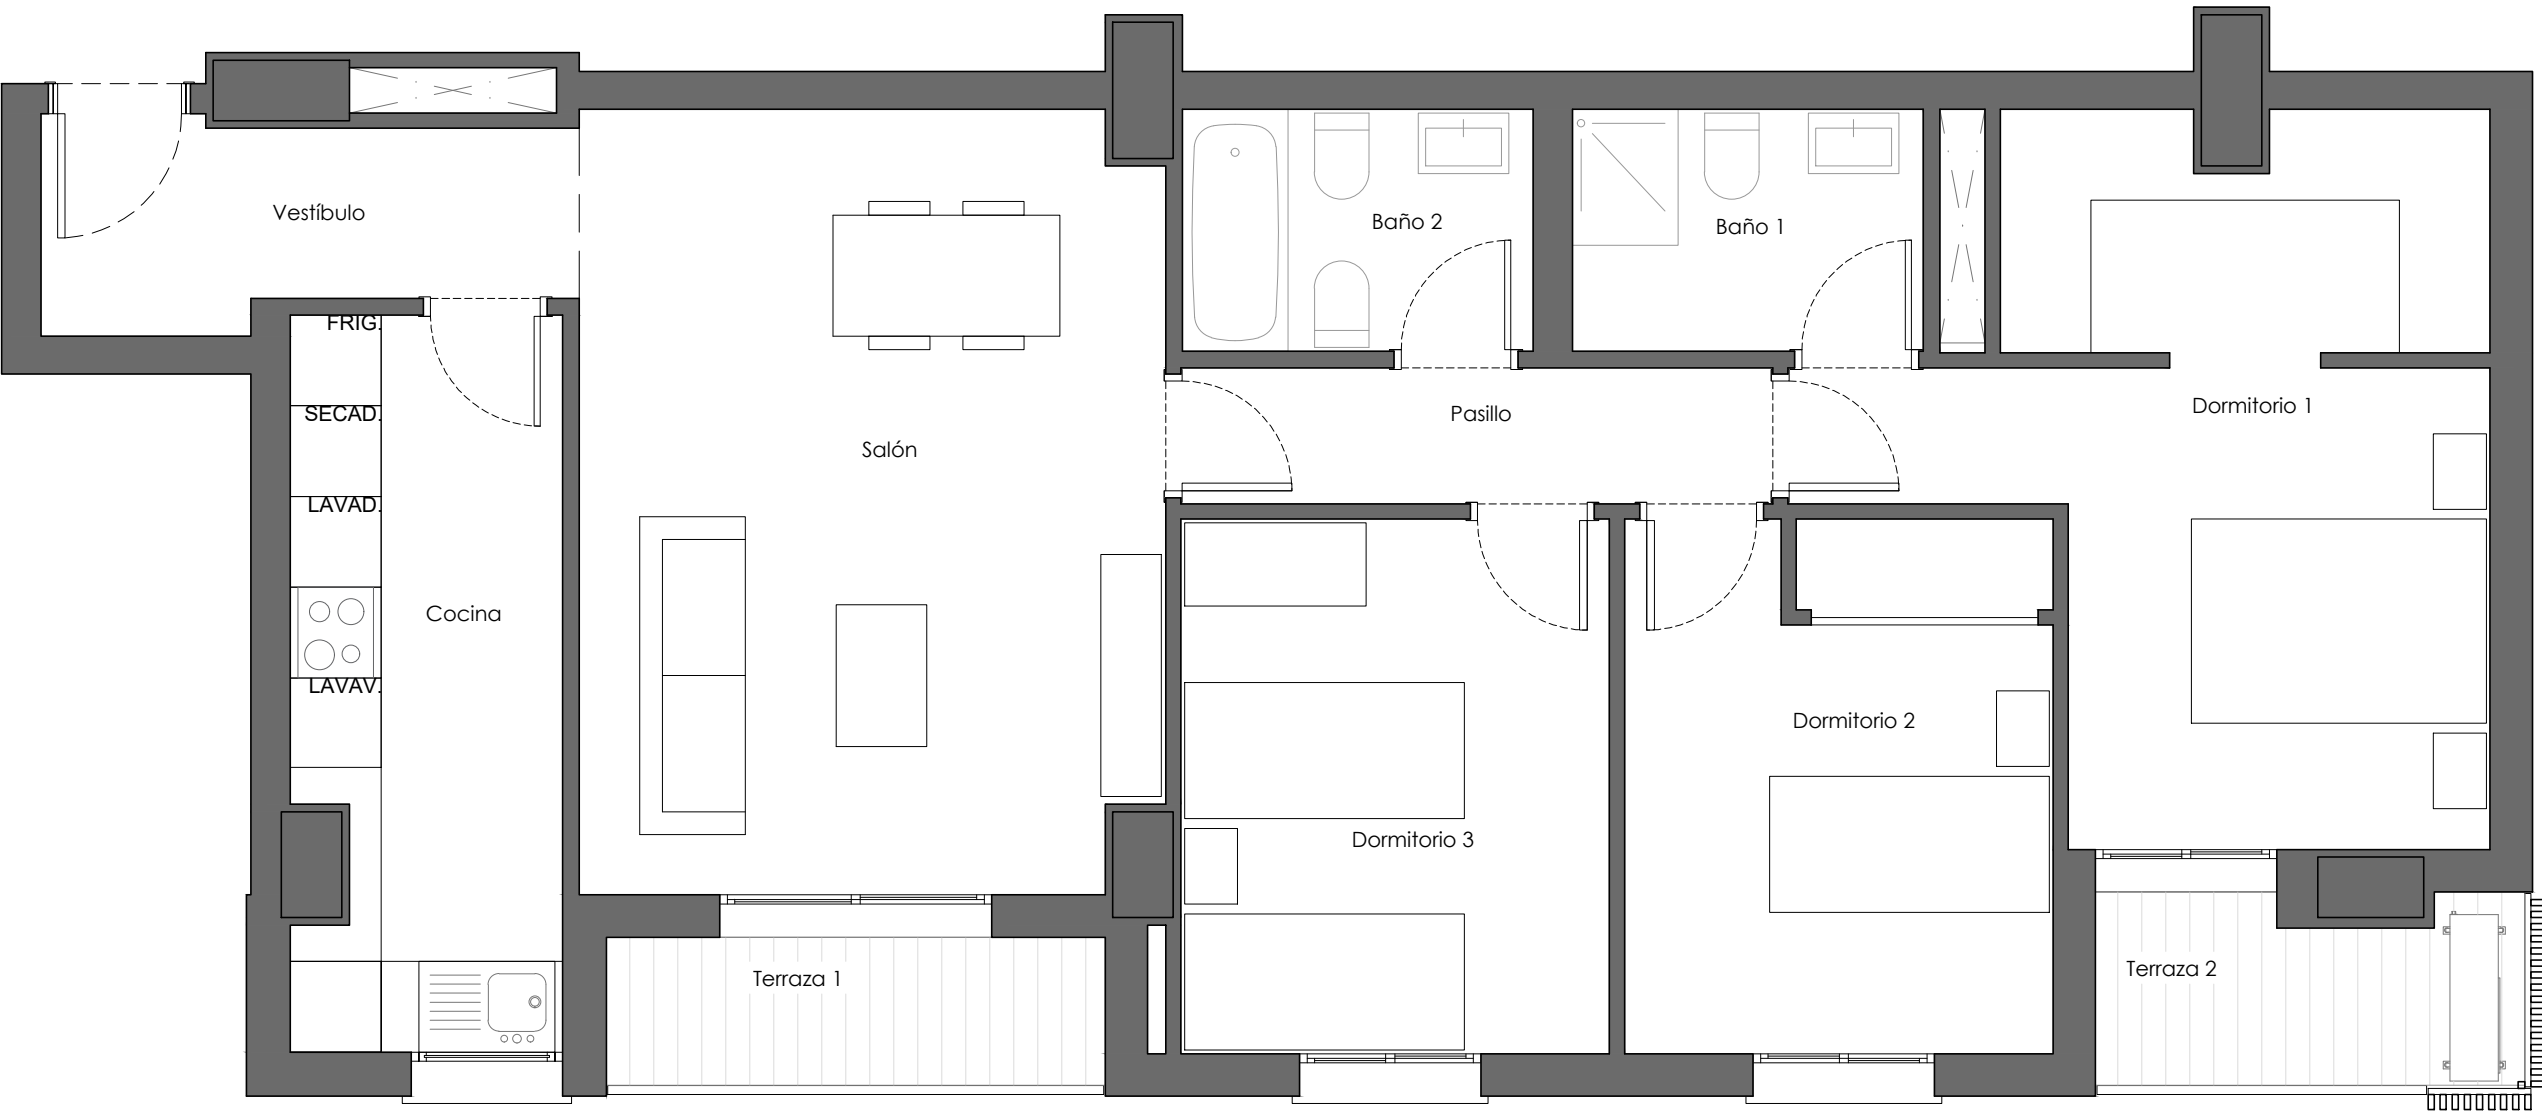 Vestíbulo
Baño 2
Baño 1
FRIG.
SECAD.
Pasillo
Dormitorio 1
Salón
LAVAD.
Cocina
LAVAV.
Dormitorio 2
Dormitorio 3
Terraza 1
Terraza 2